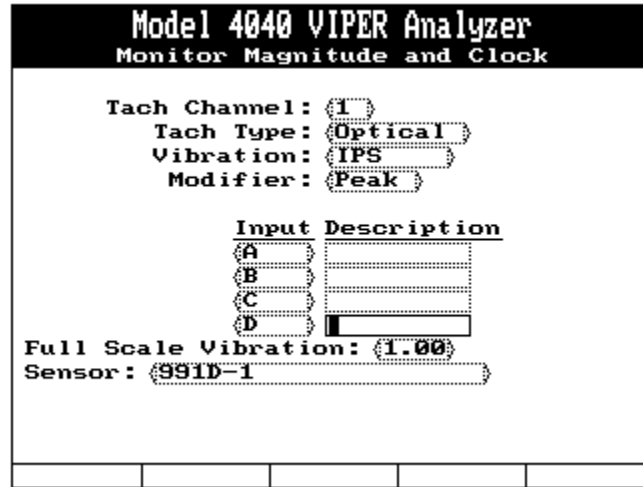 Model 4040 VIPER Analyzer
Monitor Magnitude and Clock
Tach Channel: 1
Tach Type: Optical
Vibration: IPS
Modifier: Peak
Input Description
A
B
C
D
Full Scale Vibration: 1.00
Sensor: 991D-1